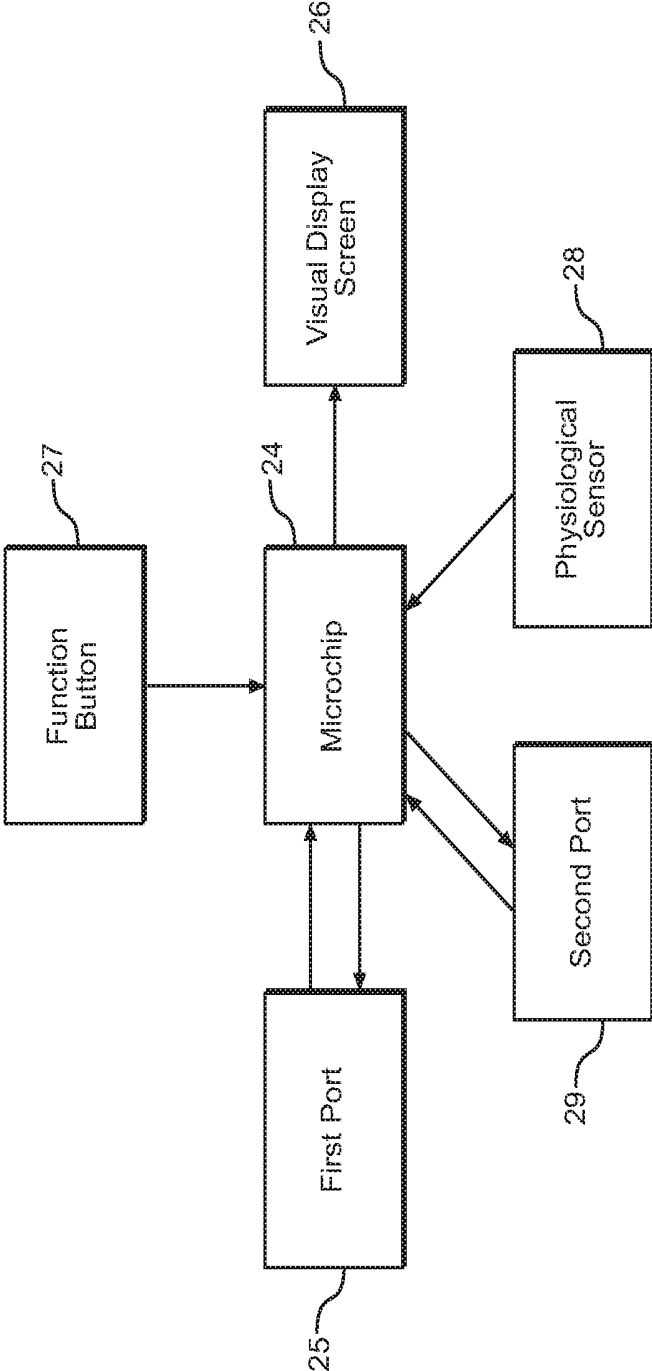 27
Function
Button
25
First Port
Microchip
24
Visual Display
Screen
26
29
Second Port
Physiological
Sensor
28